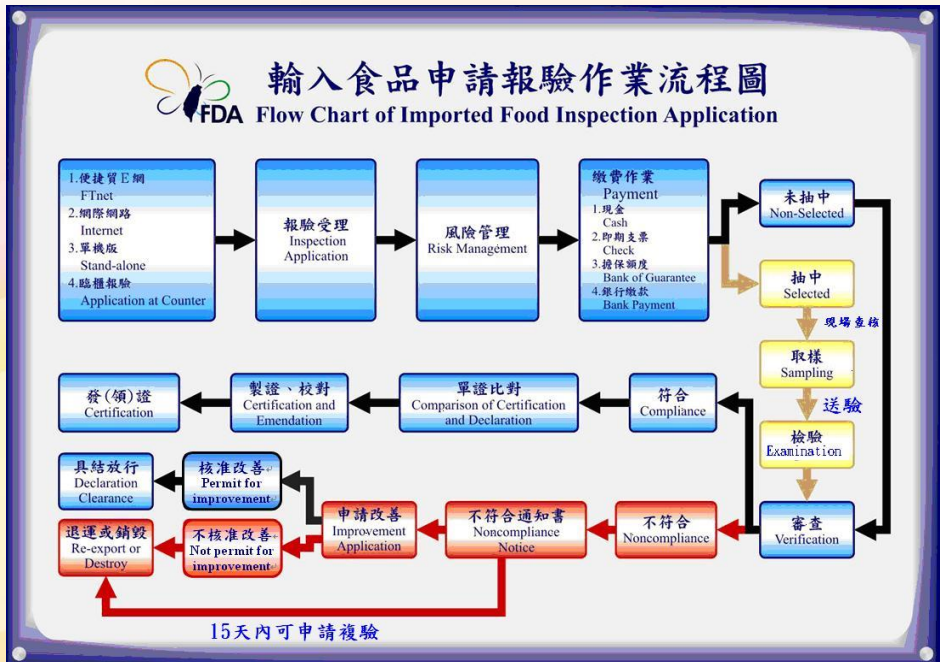 輸入食品申請報驗作業流程圖
FDA
Flow Chart of Imported Food Inspection Application
1.便捷貿E網
FTnet
2.網際網路
Internet
3.單機版
Stand-alone
4.臨櫃報驗
Application at Counter
報驗受理
Inspection
Application
風險管理
Risk Management
繳費作業
Payment
1.現金
Cash
2.即期支票
Check
3.擔保額度
Bank of Guarantee
4.銀行繳款
Bank Payment
未抽中
Non-Selected
抽中
Selected
現場查核
取樣
Sampling
送驗
檢驗
Examination
審查
Verification
符合
Compliance
單證比對
Comparison of Certification
and Declaration
製證、校對
Certification and
Emendation
發(領)證
Certification
具結放行
Declaration
Clearance
核准改善
Permit for
improvement
退運或銷毀
Re-export or
Destroy
不核准改善
Not permit for
improvement
申請改善
Improvement
Application
不符合通知書
Noncompliance
Notice
不符合
Noncompliance
15天內可申請複驗